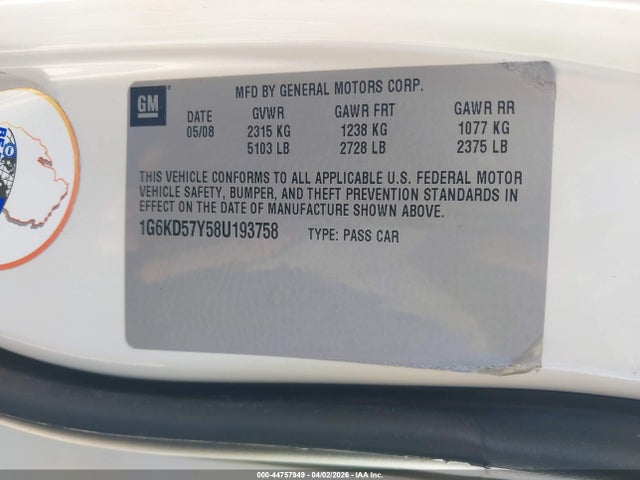 GM
MFD BY GENERAL MOTORS CORP.
DATE GVWR GAWR FRT GAWR RR
05/08 2315 KG 1238 KG 1077 KG
5103 LB 2728 LB 2375 LB
THIS VEHICLE CONFORMS TO ALL APPLICABLE U.S. FEDERAL MOTOR
VEHICLE SAFETY, BUMPER, AND THEFT PREVENTION STANDARDS IN
EFFECT ON THE DATE OF MANUFACTURE SHOWN ABOVE.
1G6KD57Y58U193758 TYPE: PASS CAR
000-44757949 - 04/02/2026 - IAA Inc.